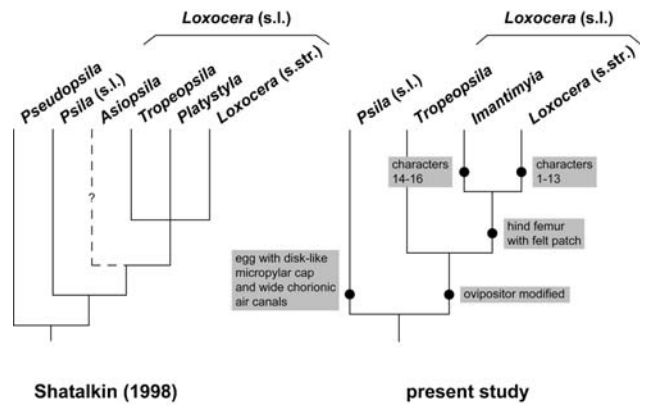 Loxocera (s.l.)
Pseudopsila
Psila (s.l.)
Asiopsila
Tropeopsila
Platystyla
Loxocera (s.str.)
?
Shatalkin (1998)
Loxocera (s.l.)
Psila (s.l.)
Tropeopsila
Imantimyia
Loxocera (s.str.)
characters
14-16
characters
1-13
hind femur
with felt patch
egg with disk-like
micropylar cap
and wide chorionic
air canals
ovipositor modified
present study